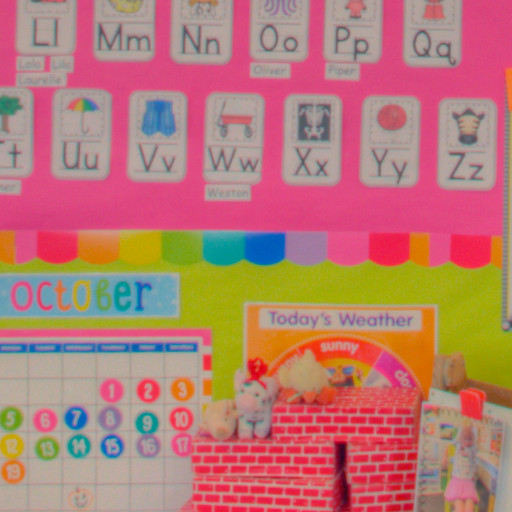 Ll Mm Nn Oo Pp Qq
Lola Lila
Laurelle
Oliver Piper
Tt Uu Vv Ww Xx Yy Zz
Weston
october
Today's Weather
sunny
1 2 3
5 6 7 8 9 10
12 13 14 15 16 17
19
2